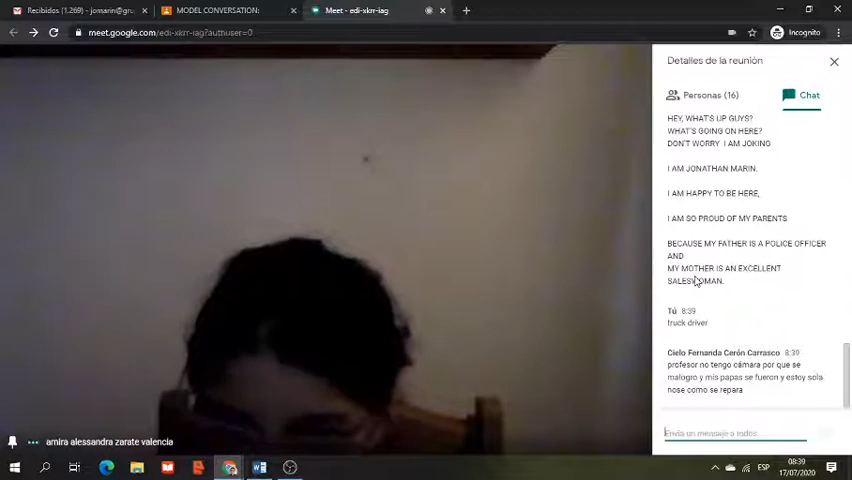 Recibidos (1.269) - jomarin@gru
MODEL CONVERSATION:
Meet - edi-xkrr-iag
meet.google.com/edi-xkrr-iag?authuser=0
Incognito
Detalles de la reunión
Personas (16)
Chat
HEY, WHAT'S UP GUYS?
WHAT'S GOING ON HERE?
DON'T WORRY I AM JOKING
I AM JONATHAN MARIN.
I AM HAPPY TO BE HERE,
I AM SO PROUD OF MY PARENTS
BECAUSE MY FATHER IS A POLICE OFFICER
AND
MY MOTHER IS AN EXCELLENT
SALESWOMAN.
Tú 8:39
truck driver
Cielo Fernanda Cerón Carrasco 8:39
profesor no tengo cámara por que se
malogro y mis papas se fueron y estoy sola
nose como se repara
Envía un mensaje a todos
amira alessandra zarate valencia
ESP
08:39
17/07/2020